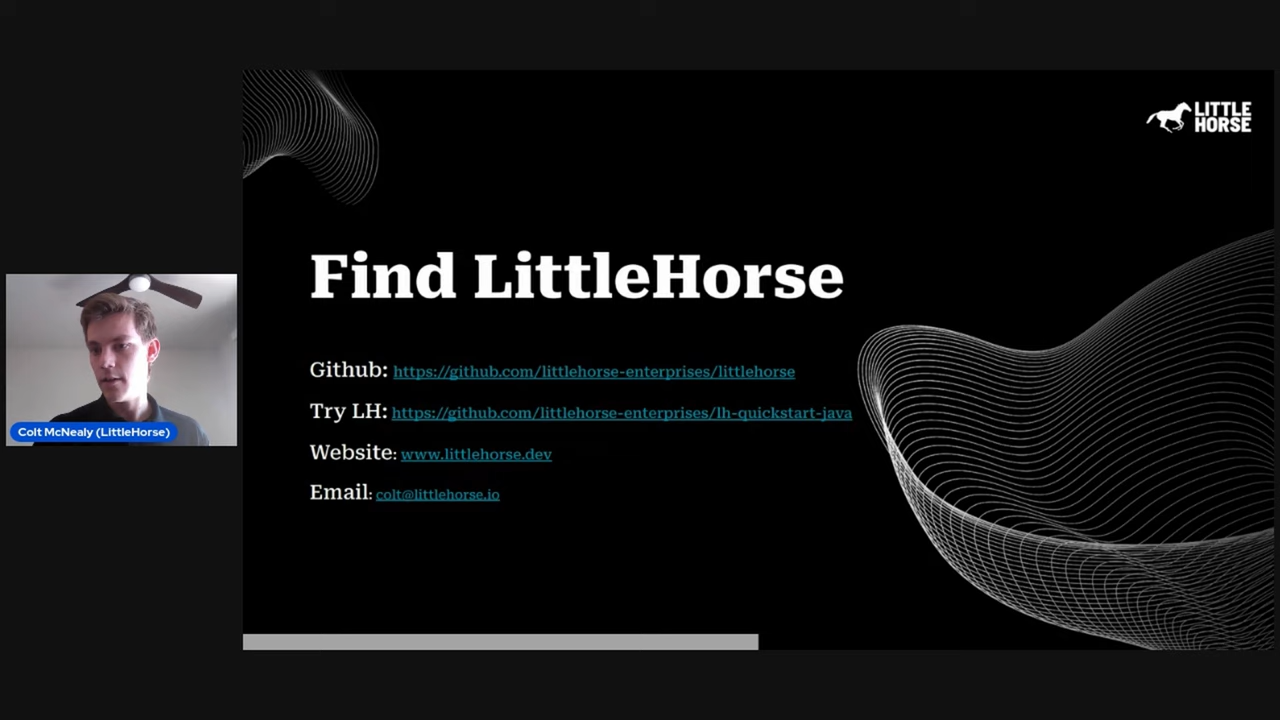 LITTLE
HORSE
Find LittleHorse
Github: https://github.com/littlehorse-enterprises/littlehorse
Try LH: https://github.com/littlehorse-enterprises/lh-quickstart-java
Website: www.littlehorse.dev
Email: colt@littlehorse.io
Colt McNealy (LittleHorse)